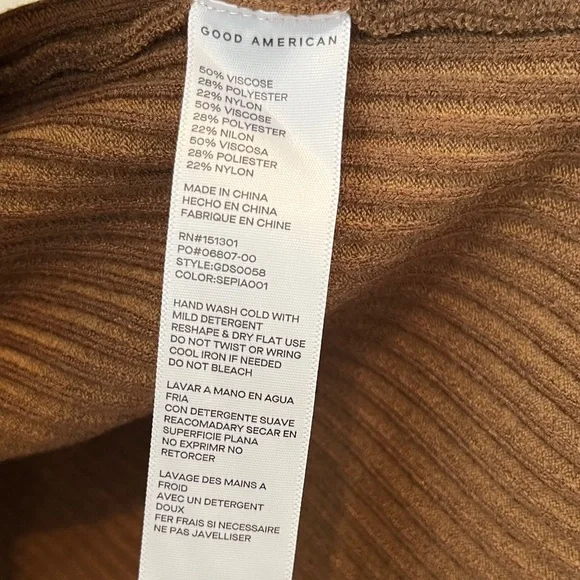 GOOD AMERICAN
50% VISCOSE
28% POLYESTER
22% NYLON
50% VISCOSE
28% POLYESTER
22% NILON
50% VISCOSA
28% POLIESTER
22% NYLON
MADE IN CHINA
HECHO EN CHINA
FABRIQUE EN CHINE
RN#151301
PO#06807-00
STYLE:GDS0058
COLOR:SEPIA001
HAND WASH COLD WITH
MILD DETERGENT
RESHAPE & DRY FLAT USE
DO NOT TWIST OR WRING
COOL IRON IF NEEDED
DO NOT BLEACH
LAVAR A MANO EN AGUA
FRIA
CON DETERGENTE SUAVE
REACOMADARY SECAR EN
SUPERFICIE PLANA
NO EXPRIMR NO
RETORCER
LAVAGE DES MAINS A
FROID
AVEC UN DETERGENT
DOUX
FER FRAIS SI NECESSAIRE
NE PAS JAVELLISER